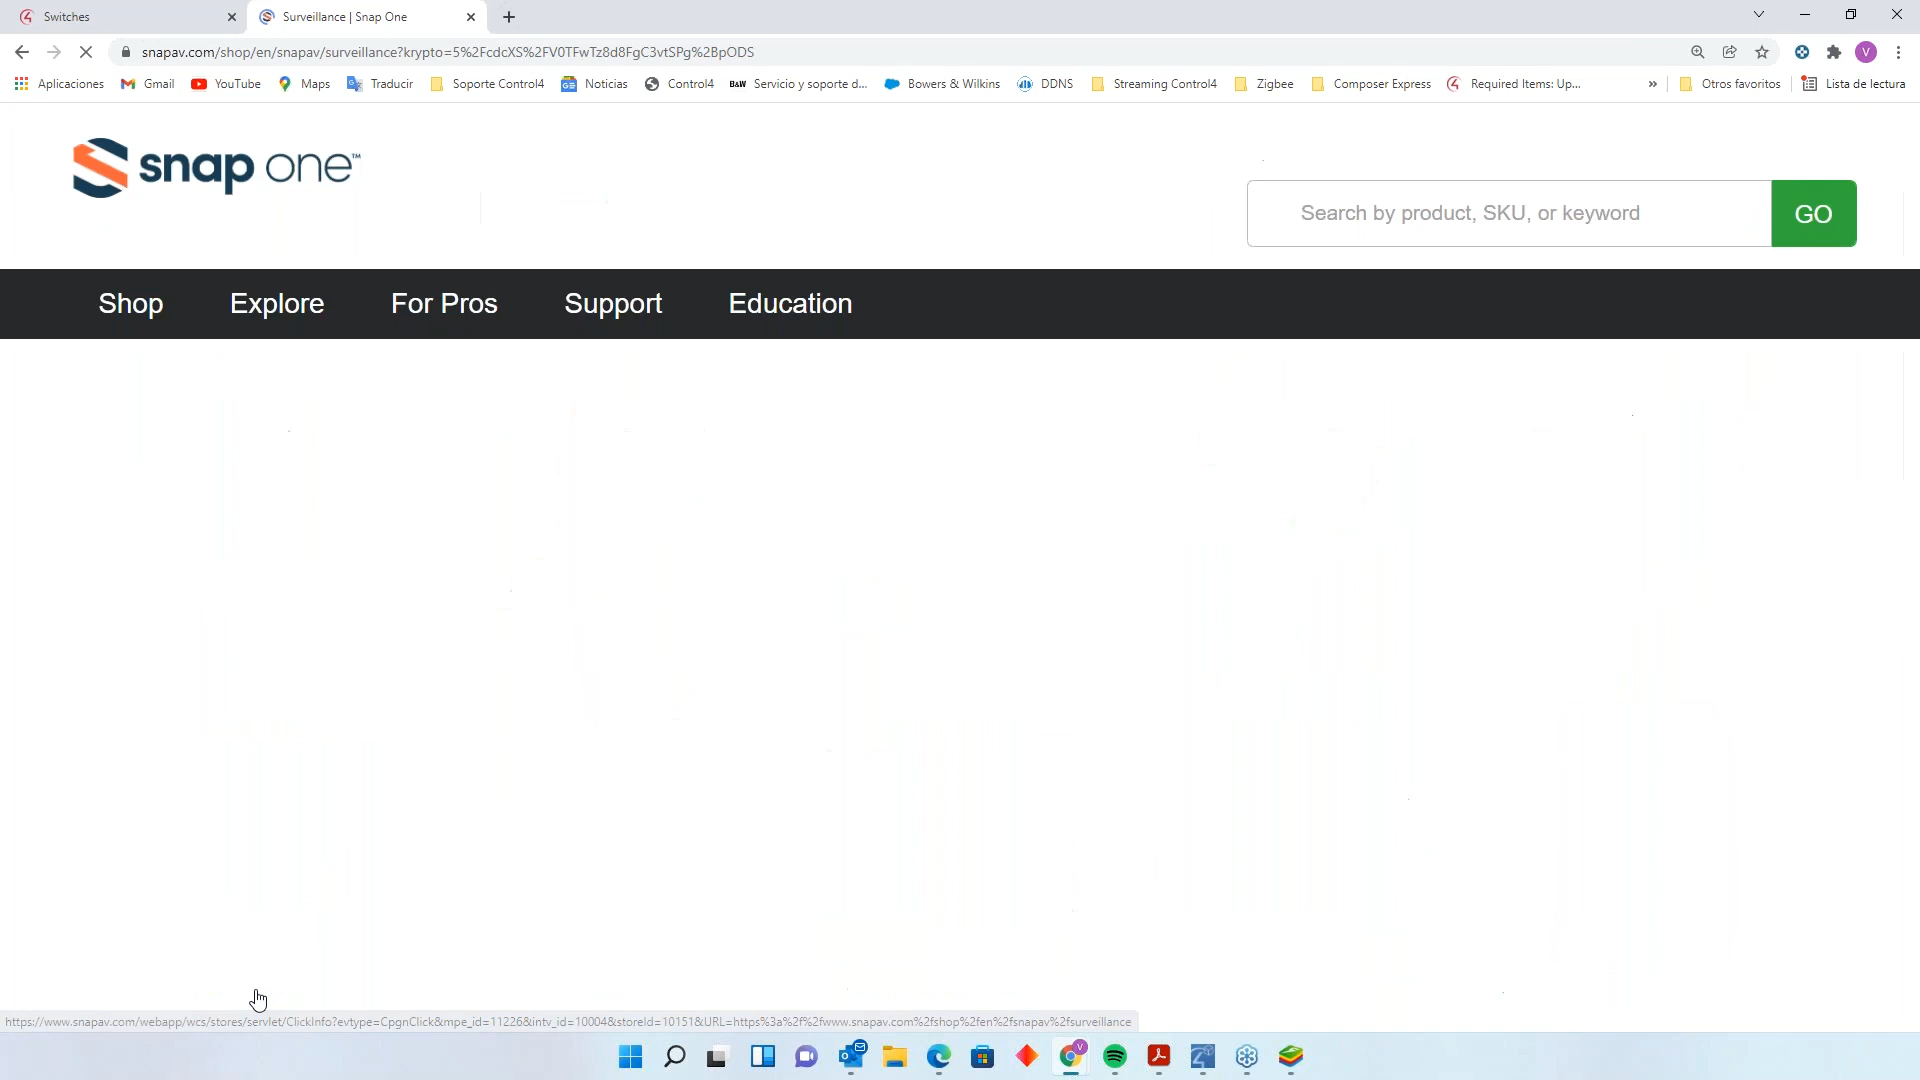 Switches
Surveillance | Snap One
snapav.com/shop/en/snapav/surveillance?krypto=5%2FcdcXS%2FV0TFwTz8d8FgC3vtSPg%2BpODS
V
Aplicaciones Gmail YouTube Maps Traducir Soporte Control4 Noticias Control4 B&W Servicio y soporte d... Bowers & Wilkins DDNS Streaming Control4 Zigbee Composer Express Required Items: Up... » Otros favoritos Lista de lectura
snap one™
Search by product, SKU, or keyword GO
Shop Explore For Pros Support Education
https://www.snapav.com/webapp/wcs/stores/servlet/ClickInfo?evtype=CpgnClick&mpe_id=11226&intv_id=10004&storeId=10151&URL=https%3a%2f%2fwww.snapav.com%2fshop%2fen%2fsnapav%2fsurveillance
V